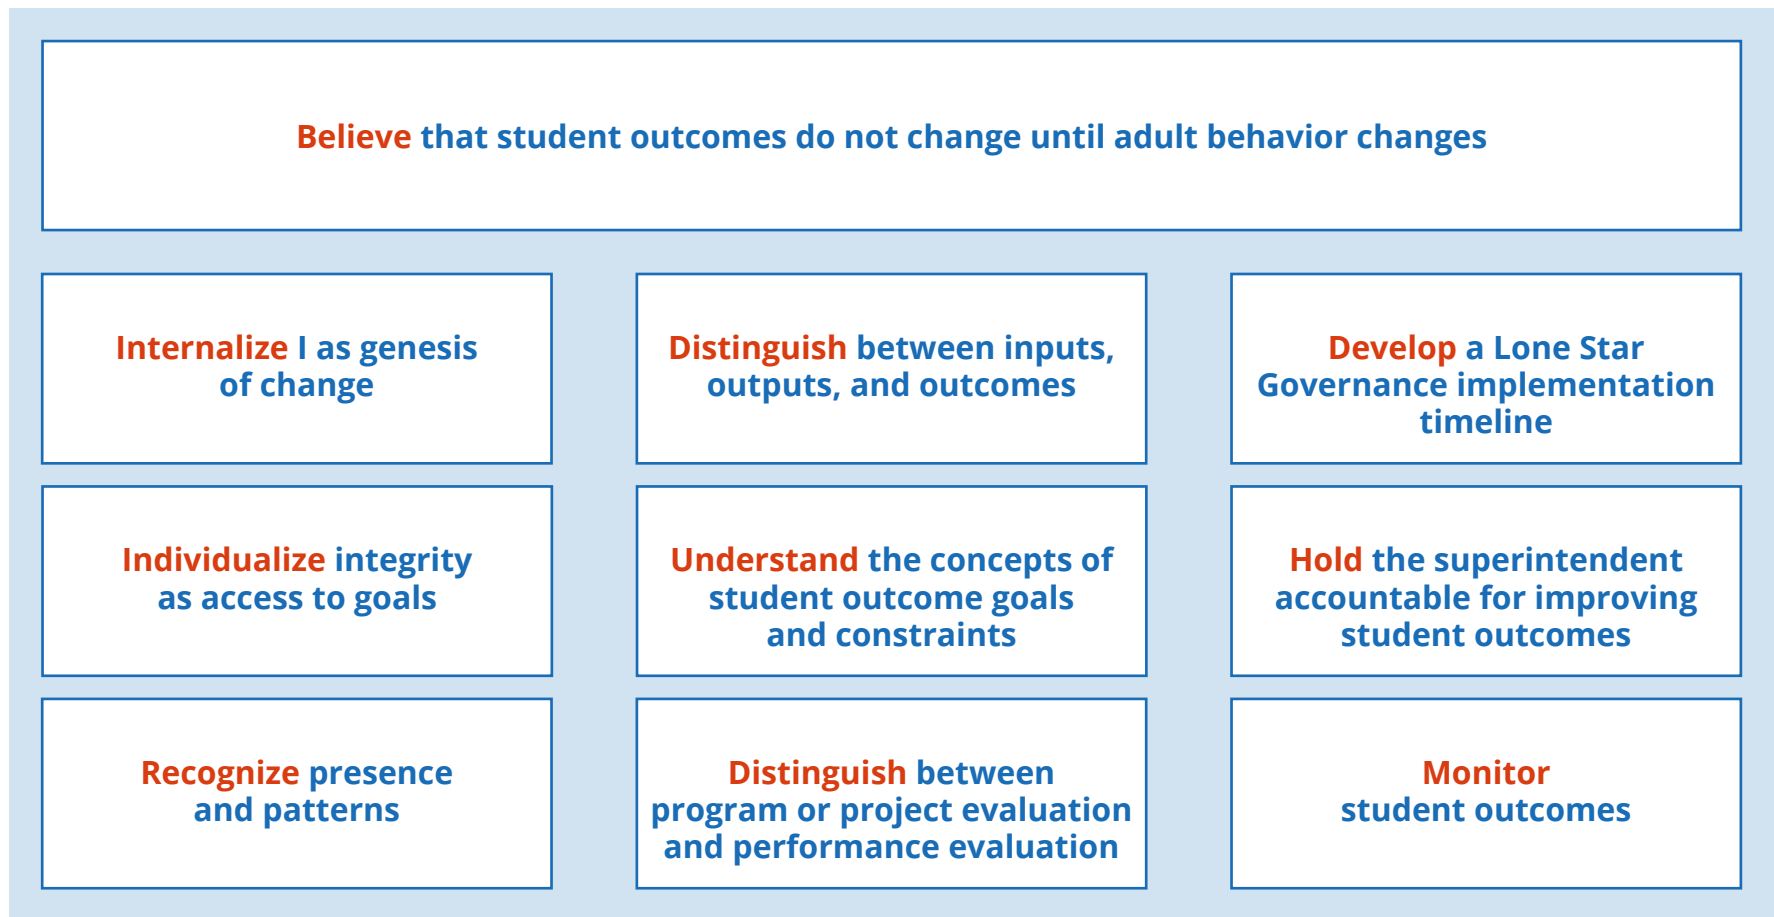 Believe that student outcomes do not change until adult behavior changes
Internalize I as genesis
of change
Distinguish between inputs,
outputs, and outcomes
Develop a Lone Star
Governance implementation
timeline
Individualize integrity
as access to goals
Understand the concepts of
student outcome goals
and constraints
Hold the superintendent
accountable for improving
student outcomes
Recognize presence
and patterns
Distinguish between
program or project evaluation
and performance evaluation
Monitor
student outcomes